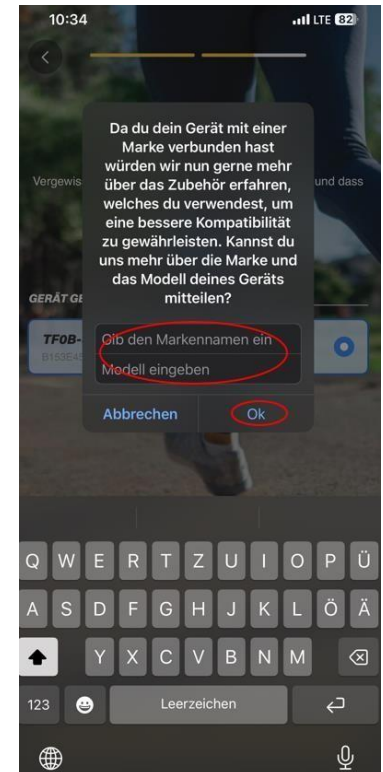 10:34
LTE 82
Da du dein Gerät mit einer
Marke verbunden hast
würden wir nun gerne mehr
über das Zubehör erfahren,
welches du verwendest, um
eine bessere Kompatibilität
zu gewährleisten. Kannst du
uns mehr über die Marke und
das Modell deines Geräts
mitteilen?
Vergewis
und dass
GERÄT GE
TF0B-
Gib den Markennamen ein
Modell eingeben
Abbrechen Ok
Q W E R T Z U I O P Ü
A S D F G H J K L Ö Ä
Y X C V B N M
123 Leerzeichen